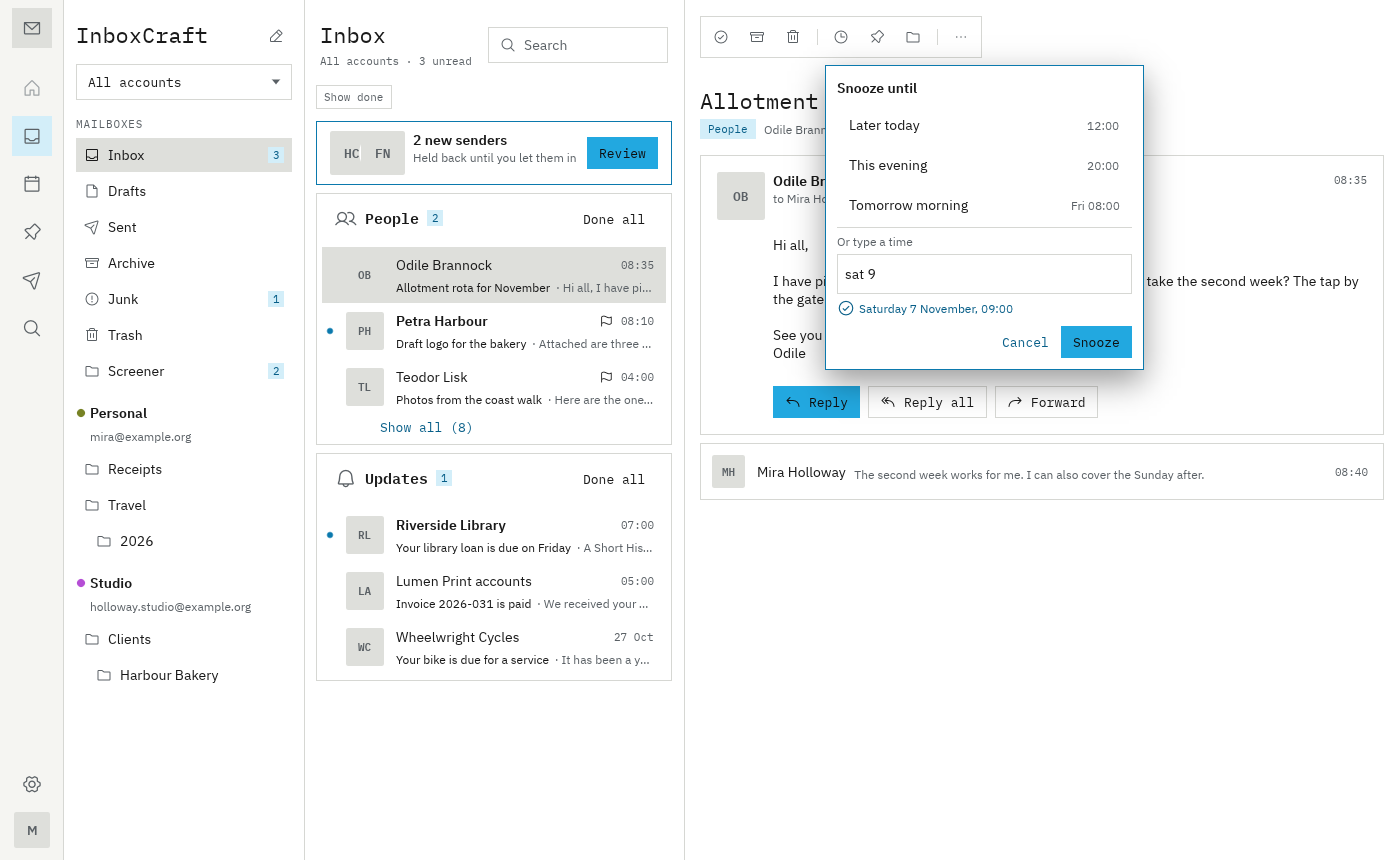 InboxCraft
All accounts
MAILBOXES
Inbox 3
Drafts
Sent
Archive
Junk 1
Trash
Screener 2
Personal
mira@example.org
Receipts
Travel
2026
Studio
holloway.studio@example.org
Clients
Harbour Bakery
M
Inbox
All accounts · 3 unread
Search
Show done
HC FN
2 new senders
Held back until you let them in
Review
People 2 Done all
OB Odile Brannock 08:35
Allotment rota for November · Hi all, I have pi…
PH Petra Harbour 08:10
Draft logo for the bakery · Attached are three …
TL Teodor Lisk 04:00
Photos from the coast walk · Here are the one…
Show all (8)
Updates 1 Done all
RL Riverside Library 07:00
Your library loan is due on Friday · A Short His…
LA Lumen Print accounts 05:00
Invoice 2026-031 is paid · We received your …
WC Wheelwright Cycles 27 Oct
Your bike is due for a service · It has been a y…
Allotment
People Odile Brann
OB Odile Br 08:35
to Mira Ho
Hi all,
I have pi take the second week? The tap by
the gate
See you
Odile
Reply Reply all Forward
MH Mira Holloway The second week works for me. I can also cover the Sunday after. 08:40
Snooze until
Later today 12:00
This evening 20:00
Tomorrow morning Fri 08:00
Or type a time
sat 9
Saturday 7 November, 09:00
Cancel Snooze